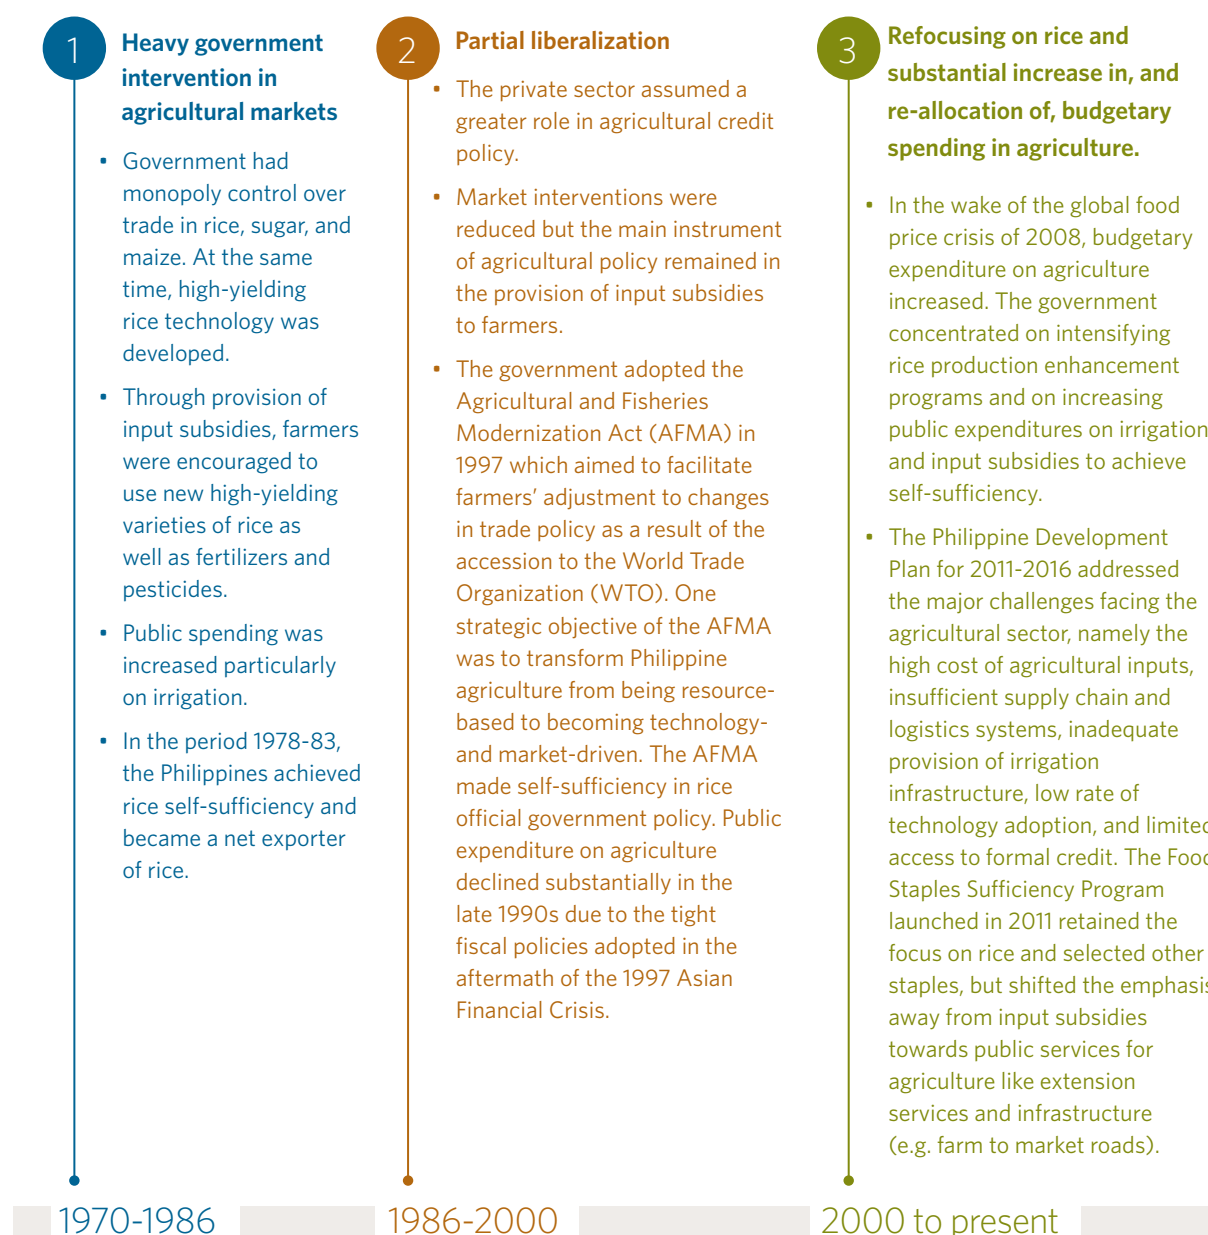 1
Heavy government
intervention in
agricultural markets
• Government had
monopoly control over
trade in rice, sugar, and
maize. At the same
time, high-yielding
rice technology was
developed.
• Through provision of
input subsidies, farmers
were encouraged to
use new high-yielding
varieties of rice as
well as fertilizers and
pesticides.
• Public spending was
increased particularly
on irrigation.
• In the period 1978-83,
the Philippines achieved
rice self-sufficiency and
became a net exporter
of rice.
1970-1986
2
Partial liberalization
• The private sector assumed a
greater role in agricultural credit
policy.
• Market interventions were
reduced but the main instrument
of agricultural policy remained in
the provision of input subsidies
to farmers.
• The government adopted the
Agricultural and Fisheries
Modernization Act (AFMA) in
1997 which aimed to facilitate
farmers’ adjustment to changes
in trade policy as a result of the
accession to the World Trade
Organization (WTO). One
strategic objective of the AFMA
was to transform Philippine
agriculture from being resource-
based to becoming technology-
and market-driven. The AFMA
made self-sufficiency in rice
official government policy. Public
expenditure on agriculture
declined substantially in the
late 1990s due to the tight
fiscal policies adopted in the
aftermath of the 1997 Asian
Financial Crisis.
1986-2000
3
Refocusing on rice and
substantial increase in, and
re-allocation of, budgetary
spending in agriculture.
• In the wake of the global food
price crisis of 2008, budgetary
expenditure on agriculture
increased. The government
concentrated on intensifying
rice production enhancement
programs and on increasing
public expenditures on irrigation
and input subsidies to achieve
self-sufficiency.
• The Philippine Development
Plan for 2011-2016 addressed
the major challenges facing the
agricultural sector, namely the
high cost of agricultural inputs,
insufficient supply chain and
logistics systems, inadequate
provision of irrigation
infrastructure, low rate of
technology adoption, and limited
access to formal credit. The Food
Staples Sufficiency Program
launched in 2011 retained the
focus on rice and selected other
staples, but shifted the emphasis
away from input subsidies
towards public services for
agriculture like extension
services and infrastructure
(e.g. farm to market roads).
2000 to present